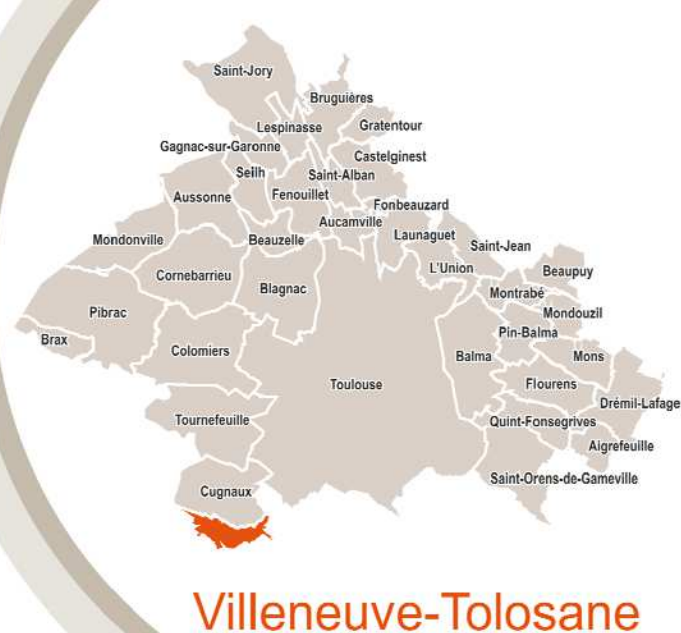 Saint-Jory
Bruguières
Lespinasse
Gratentour
Gagnac-sur-Garonne
Castelginest
Seilh
Saint-Alban
Aussonne
Fenouillet
Fonbeauzard
Aucamville
Launaguet
Mondonville
Beauzelle
Saint-Jean
L'Union
Beaupuy
Cornebarrieu
Blagnac
Montrabé
Pibrac
Mondouzil
Pin-Balma
Brax
Colomiers
Balma
Mons
Toulouse
Flourens
Drémil-Lafage
Tournefeuille
Quint-Fonsegrives
Aigrefeuille
Saint-Orens-de-Gameville
Cugnaux
Villeneuve-Tolosane